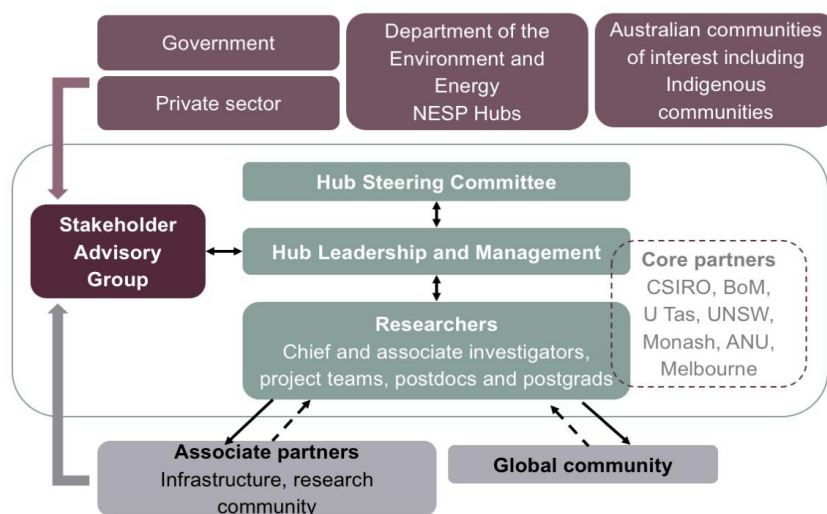 Government
Private sector
Department of the
Environment and
Energy
NESP Hubs
Australian communities
of interest including
Indigenous
communities
Hub Steering Committee
Stakeholder
Advisory
Group
Hub Leadership and Management
Core partners
CSIRO, BoM,
U Tas, UNSW,
Monash, ANU,
Melbourne
Researchers
Chief and associate investigators,
project teams, postdocs and postgrads
Associate partners
Infrastructure, research
community
Global community